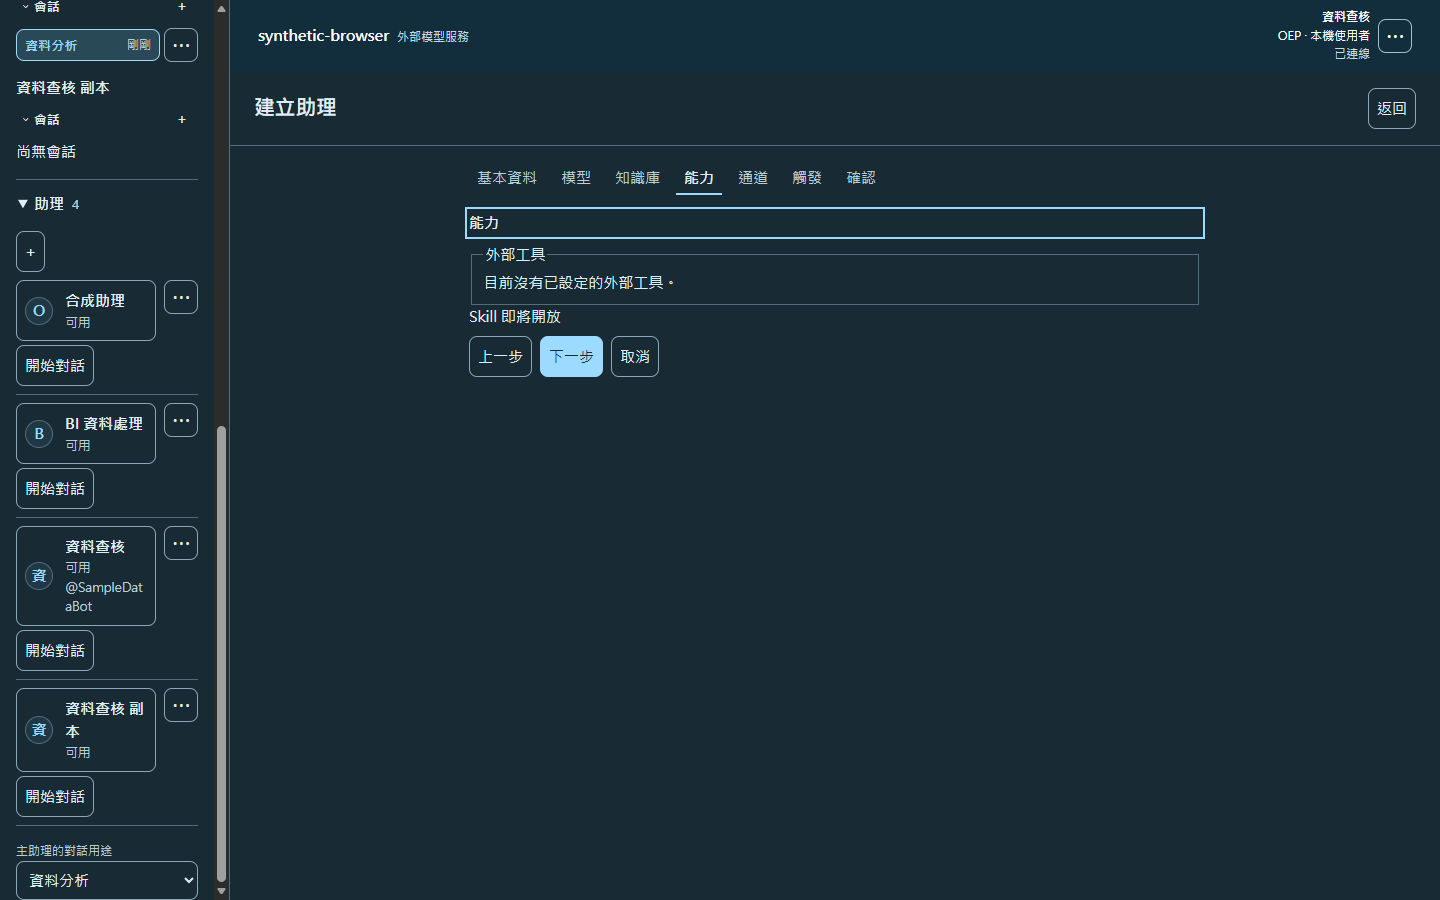 會話 +
資料分析 剛剛 ...
資料查核 副本
會話 +
尚無會話
▼ 助理 4
+
O 合成助理 ...
可用
開始對話
B BI 資料處理 ...
可用
開始對話
資 資料查核 ...
可用
@SampleDat
aBot
開始對話
資 資料查核 副 ...
本
可用
開始對話
主助理的對話用途
資料分析
synthetic-browser 外部模型服務
資料查核
OEP · 本機使用者
已連線
...
建立助理
返回
基本資料 模型 知識庫 能力 通道 觸發 確認
能力
外部工具
目前沒有已設定的外部工具。
Skill 即將開放
上一步 下一步 取消